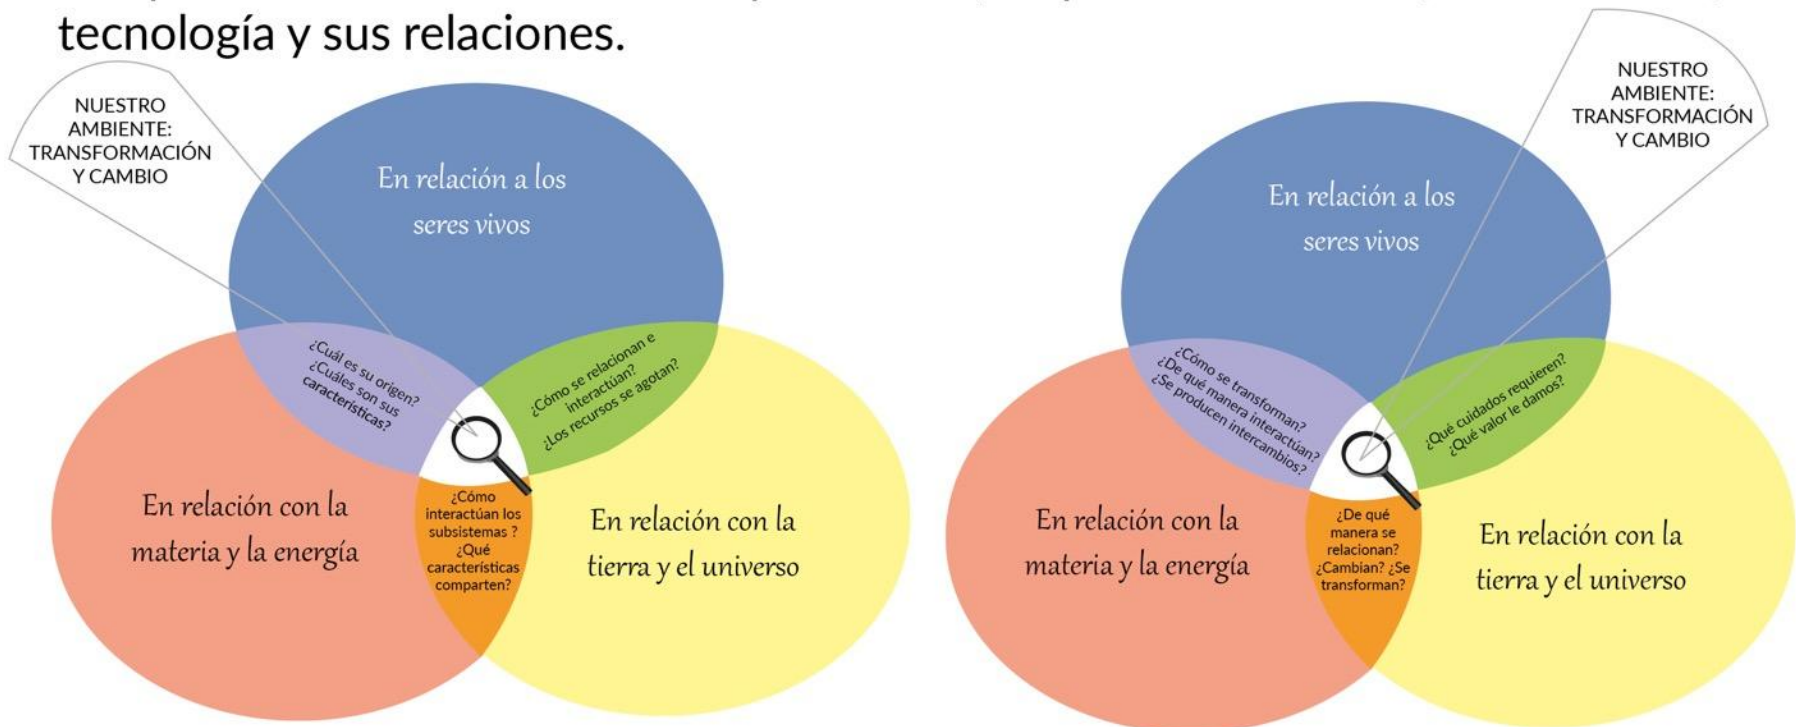 tecnología y sus relaciones.
NUESTRO
AMBIENTE:
TRANSFORMACIÓN
Y CAMBIO
En relación a los
seres vivos
¿Cuál es su origen?
¿Cuáles son sus
características?
¿Cómo se relacionan e
interactúan?
¿Los recursos se agotan?
En relación con la
materia y la energía
¿Cómo
interactúan los
subsistemas ?
¿Qué
características
comparten?
En relación con la
tierra y el universo
NUESTRO
AMBIENTE:
TRANSFORMACIÓN
Y CAMBIO
En relación a los
seres vivos
¿Cómo se transforman?
¿De qué manera interactúan?
¿Se producen intercambios?
¿Qué cuidados requieren?
¿Qué valor le damos?
En relación con la
materia y la energía
¿De qué
manera se
relacionan?
¿Cambian? ¿Se
transforman?
En relación con la
tierra y el universo